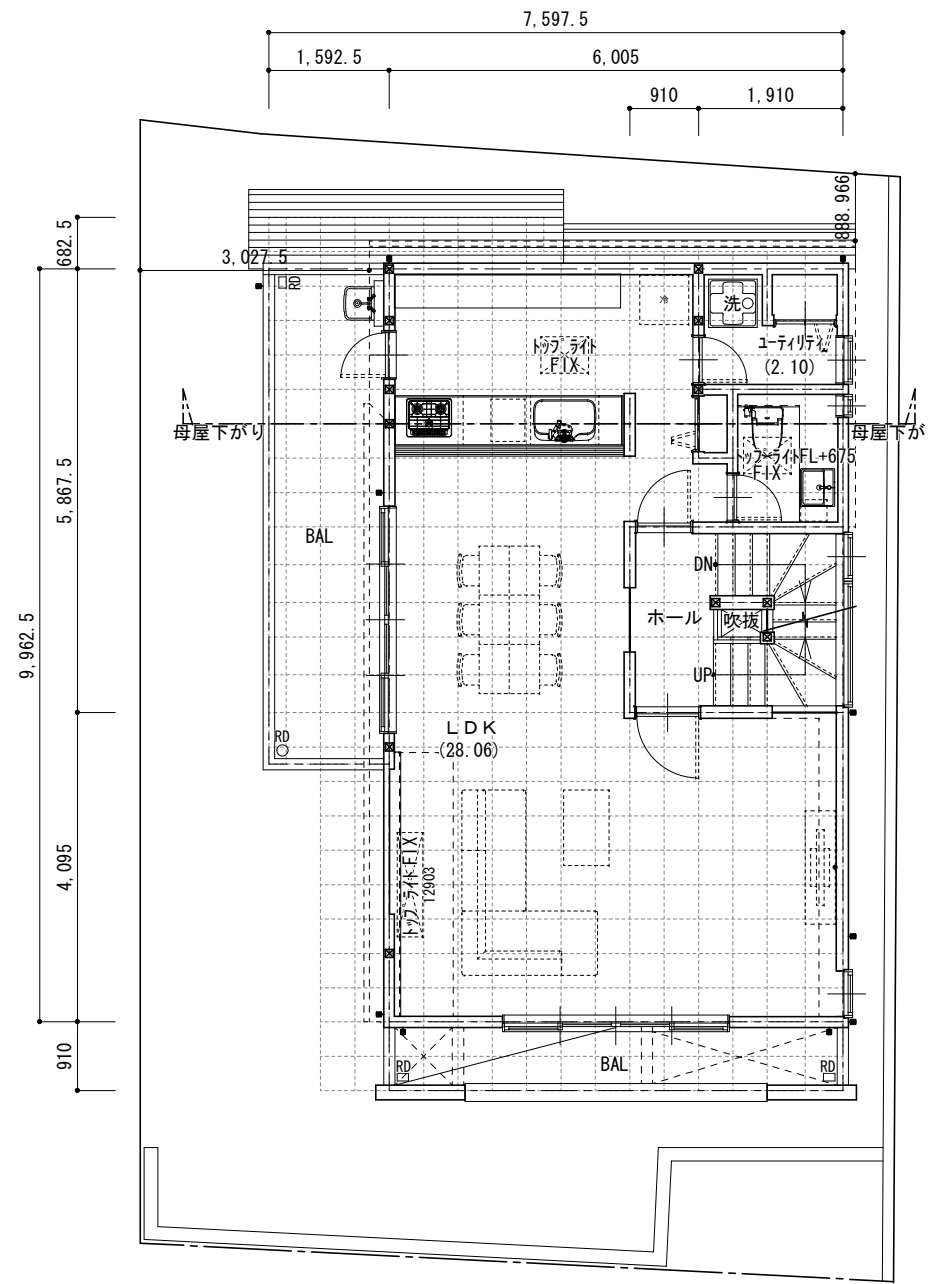 7,597.5
1,592.5
6,005
910
1,910
682.5
888.966
3,027.5
RD
冷
洗
トップライト
FIX
ユーティリティ
(2.10)
母屋下がり
母屋下が
トップライトFL+675
FIX
5,867.5
BAL
DN
9,962.5
ホール
吹抜
UP
LDK
(28.06)
RD
4,095
トップライトFIX
12903
910
RD
BAL
RD